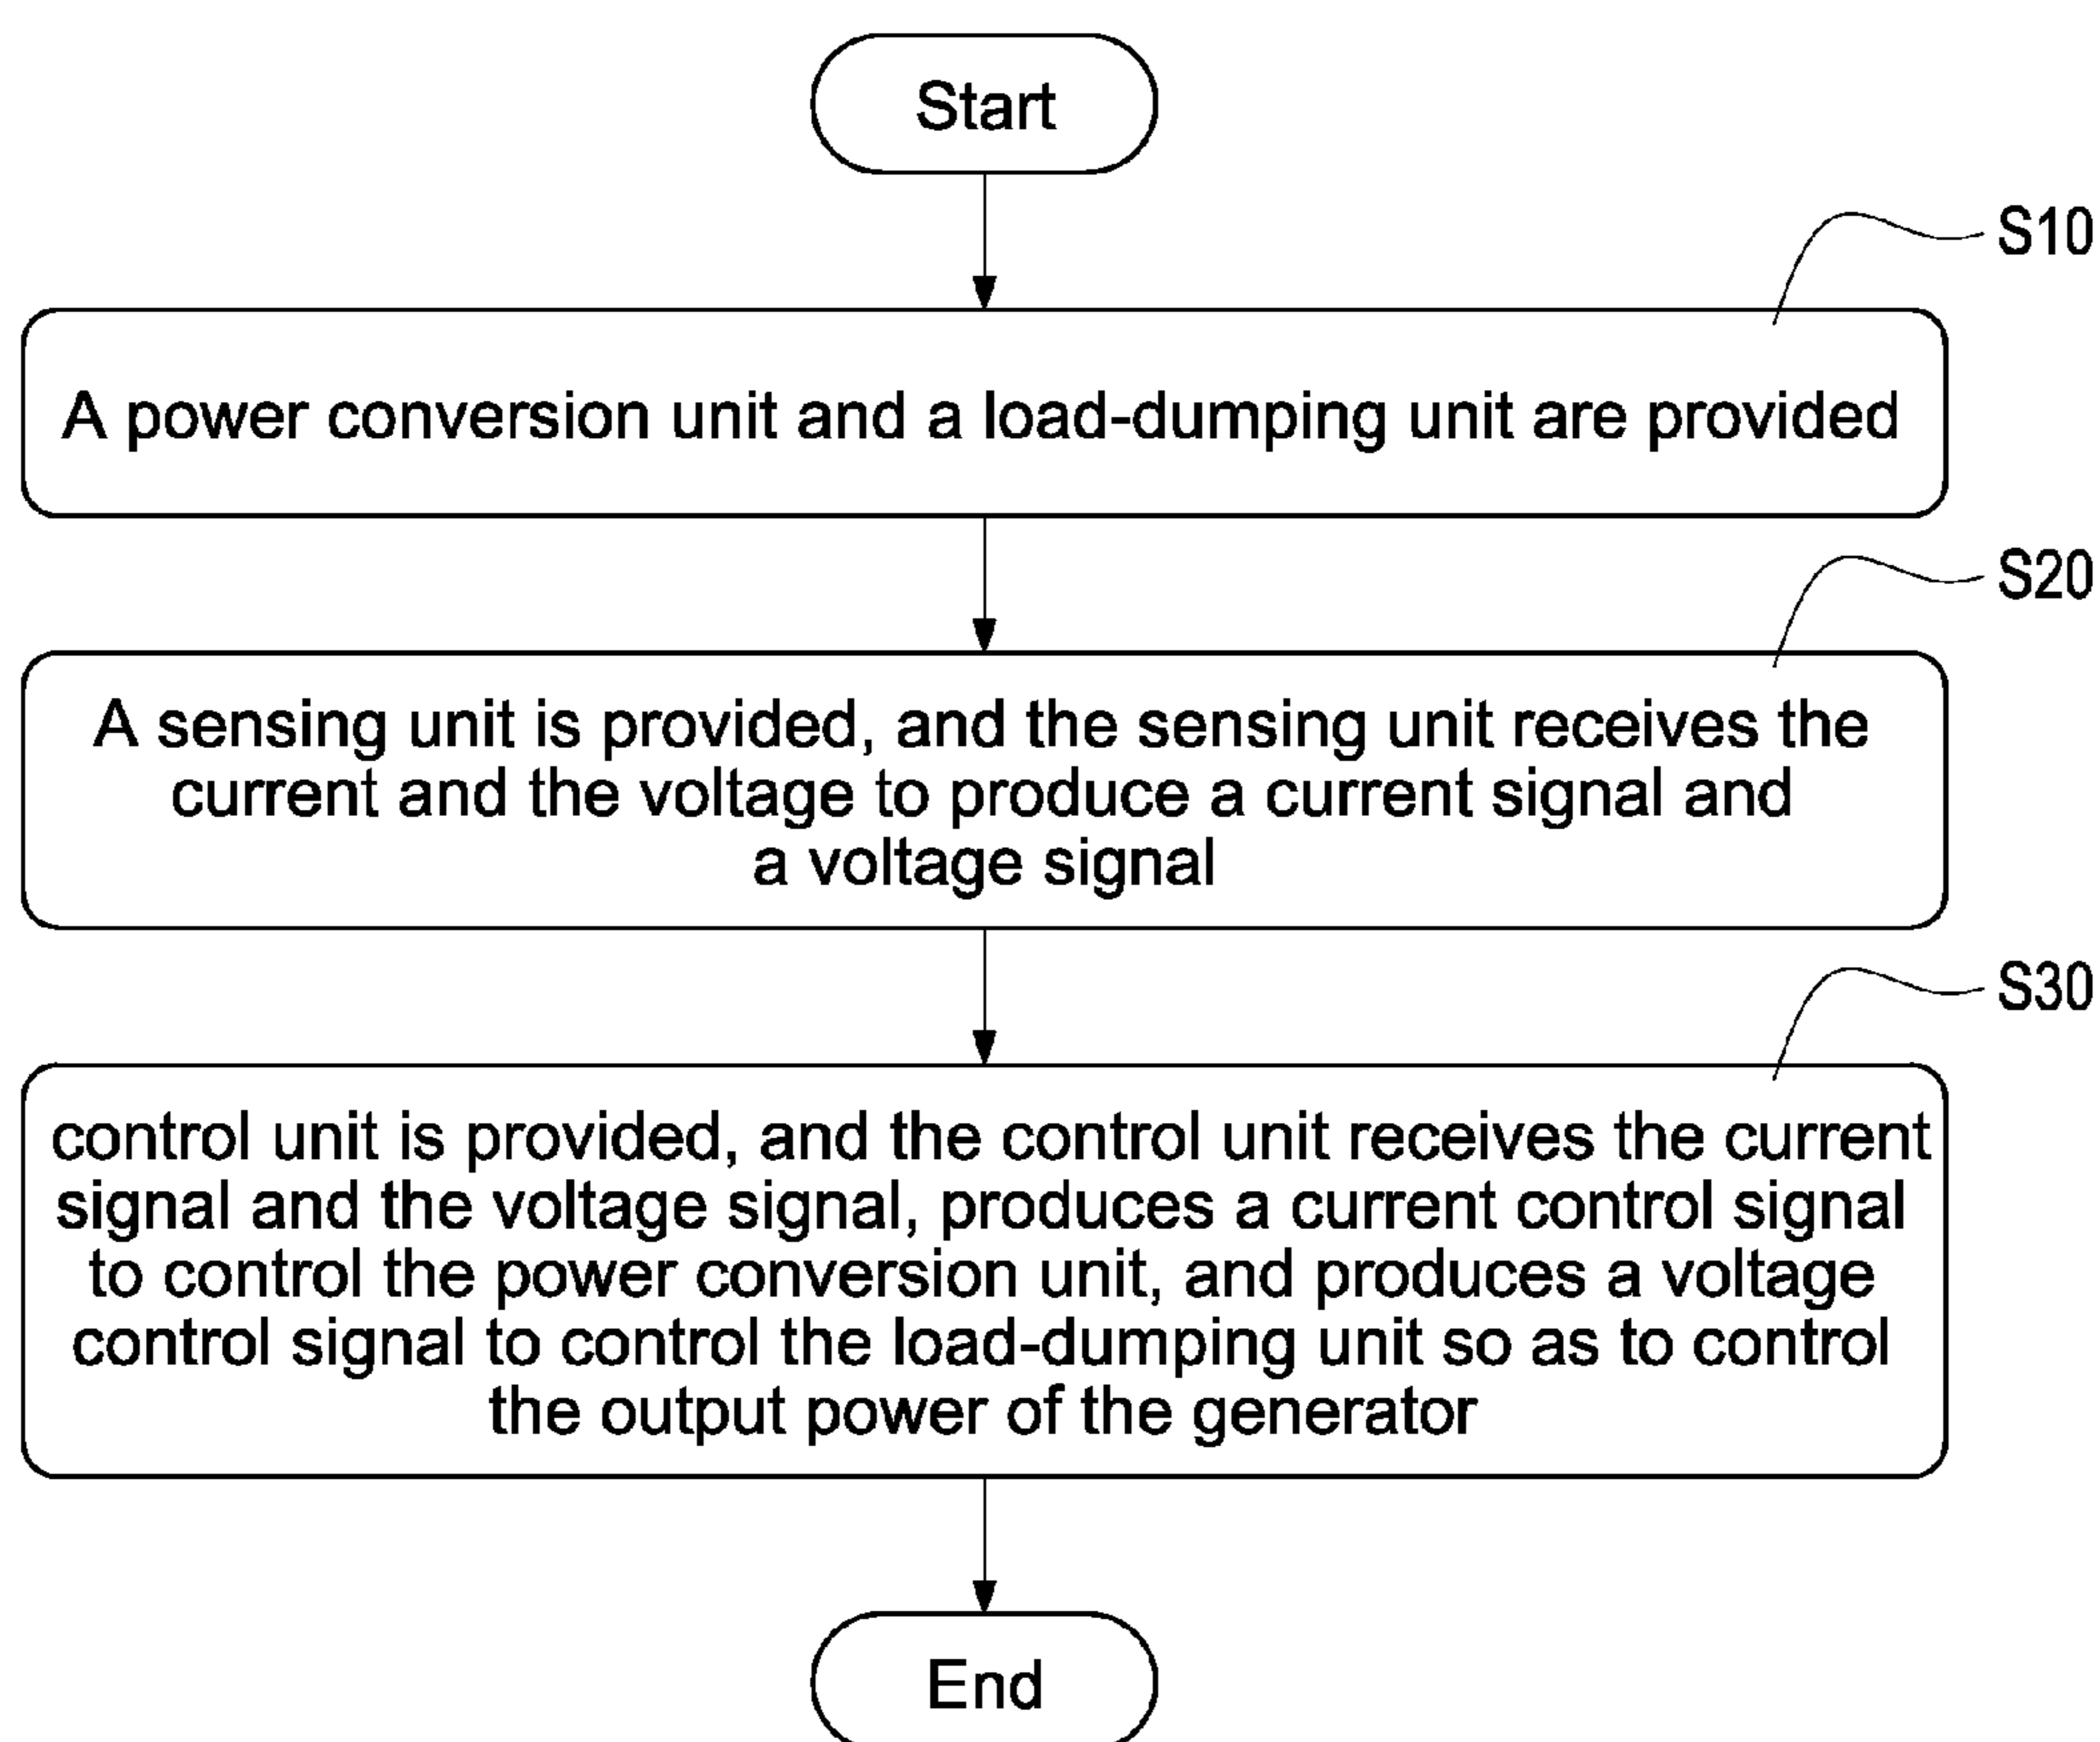 Start
S10
A power conversion unit and a load-dumping unit are provided
S20
A sensing unit is provided, and the sensing unit receives the
current and the voltage to produce a current signal and
a voltage signal
S30
control unit is provided, and the control unit receives the current
signal and the voltage signal, produces a current control signal
to control the power conversion unit, and produces a voltage
control signal to control the load-dumping unit so as to control
the output power of the generator
End